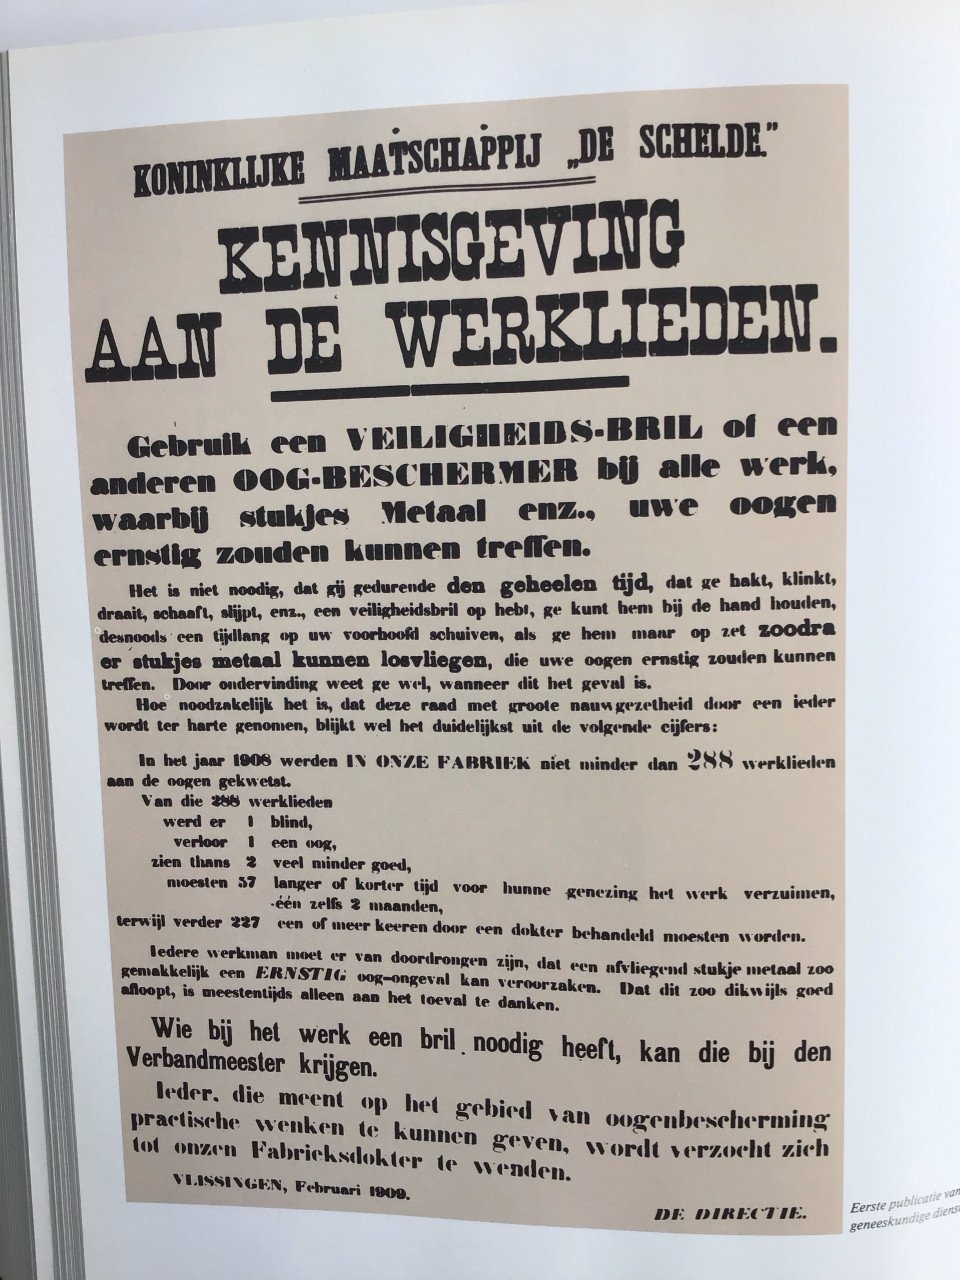 KONINKLIJKE MAATSCHAPPIJ „DE SCHELDE.”
KENNISGEVING
AAN DE WERKLIEDEN.
Gebruik een VEILIGHEIDS-BRIL of een
anderen OOG-BESCHERMER bij alle werk,
waarbij stukjes Metaal enz., uwe oogen
ernstig zouden kunnen treffen.
Het is niet noodig, dat gij gedurende den geheelen tijd, dat ge hakt, klinkt,
draait, schaaft, slijpt, enz., een veiligheidsbril op hebt, ge kunt hem bij de hand houden,
desnoods een tijdlang op uw voorhoofd schuiven, als ge hem maar op zet zoodra
er stukjes metaal kunnen losvliegen, die uwe oogen ernstig zouden kunnen
treffen. Door ondervinding weet ge wel, wanneer dit het geval is.
Hoe noodzakelijk het is, dat deze raad met groote nauwgezetheid door een ieder
wordt ter harte genomen, blijkt wel het duidelijkst uit de volgende cijfers:
In het jaar 1908 werden IN ONZE FABRIEK niet minder dan 288 werklieden
aan de oogen gekwetst.
Van die 288 werklieden
werd er 1 blind,
verloor 1 een oog,
zien thans 2 veel minder goed,
moesten 57 langer of korter tijd voor hunne genezing het werk verzuimen,
één zelfs 2 maanden,
terwijl verder 227 een of meer keeren door een dokter behandeld moesten worden.
Iedere werkman moet er van doordrongen zijn, dat een afvliegend stukje metaal zoo
gemakkelijk een ERNSTIG oog-ongeval kan veroorzaken. Dat dit zoo dikwijls goed
afloopt, is meestentijds alleen aan het toeval te danken.
Wie bij het werk een bril noodig heeft, kan die bij den
Verbandmeester krijgen.
Ieder, die meent op het gebied van oogenbescherming
practische wenken te kunnen geven, wordt verzocht zich
tot onzen Fabrieksdokter te wenden.
VLISSINGEN, Februari 1909.
DE DIRECTIE.
Eerste publicatie van
geneeskundige dienst